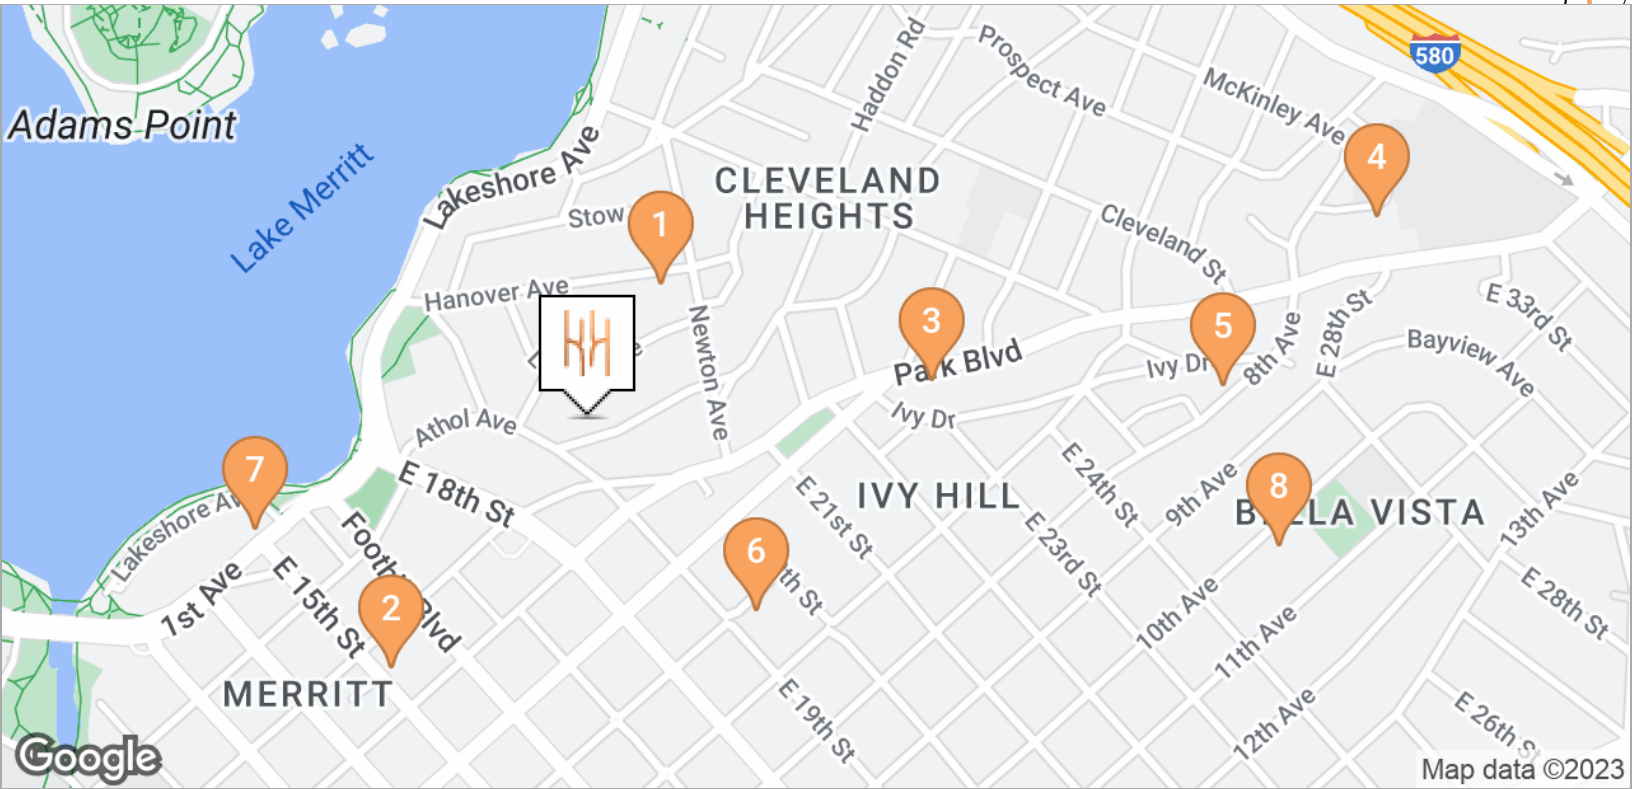 580
Adams Point
Lake Merritt
Lakeshore Ave
Haddon Rd
Prospect Ave
McKinley Ave
CLEVELAND
HEIGHTS
4
Stow
1
Cleveland St
Hanover Ave
Newton Ave
3
5
Park Blvd
Ivy Dr
8th Ave
E 28th St
E 33rd St
Bayview Ave
Athol Ave
Ivy Dr
7
E 18th St
Lakeshore
E 21st St
IVY HILL
E 24th St
9th Ave
8
BELLA VISTA
13th Ave
Foothill Blvd
6
E 23rd St
1st Ave
E 15th St
2
th St
10th Ave
11th Ave
E 28th St
MERRITT
E 19th St
12th Ave
E 26th St
Google
Map data ©2023